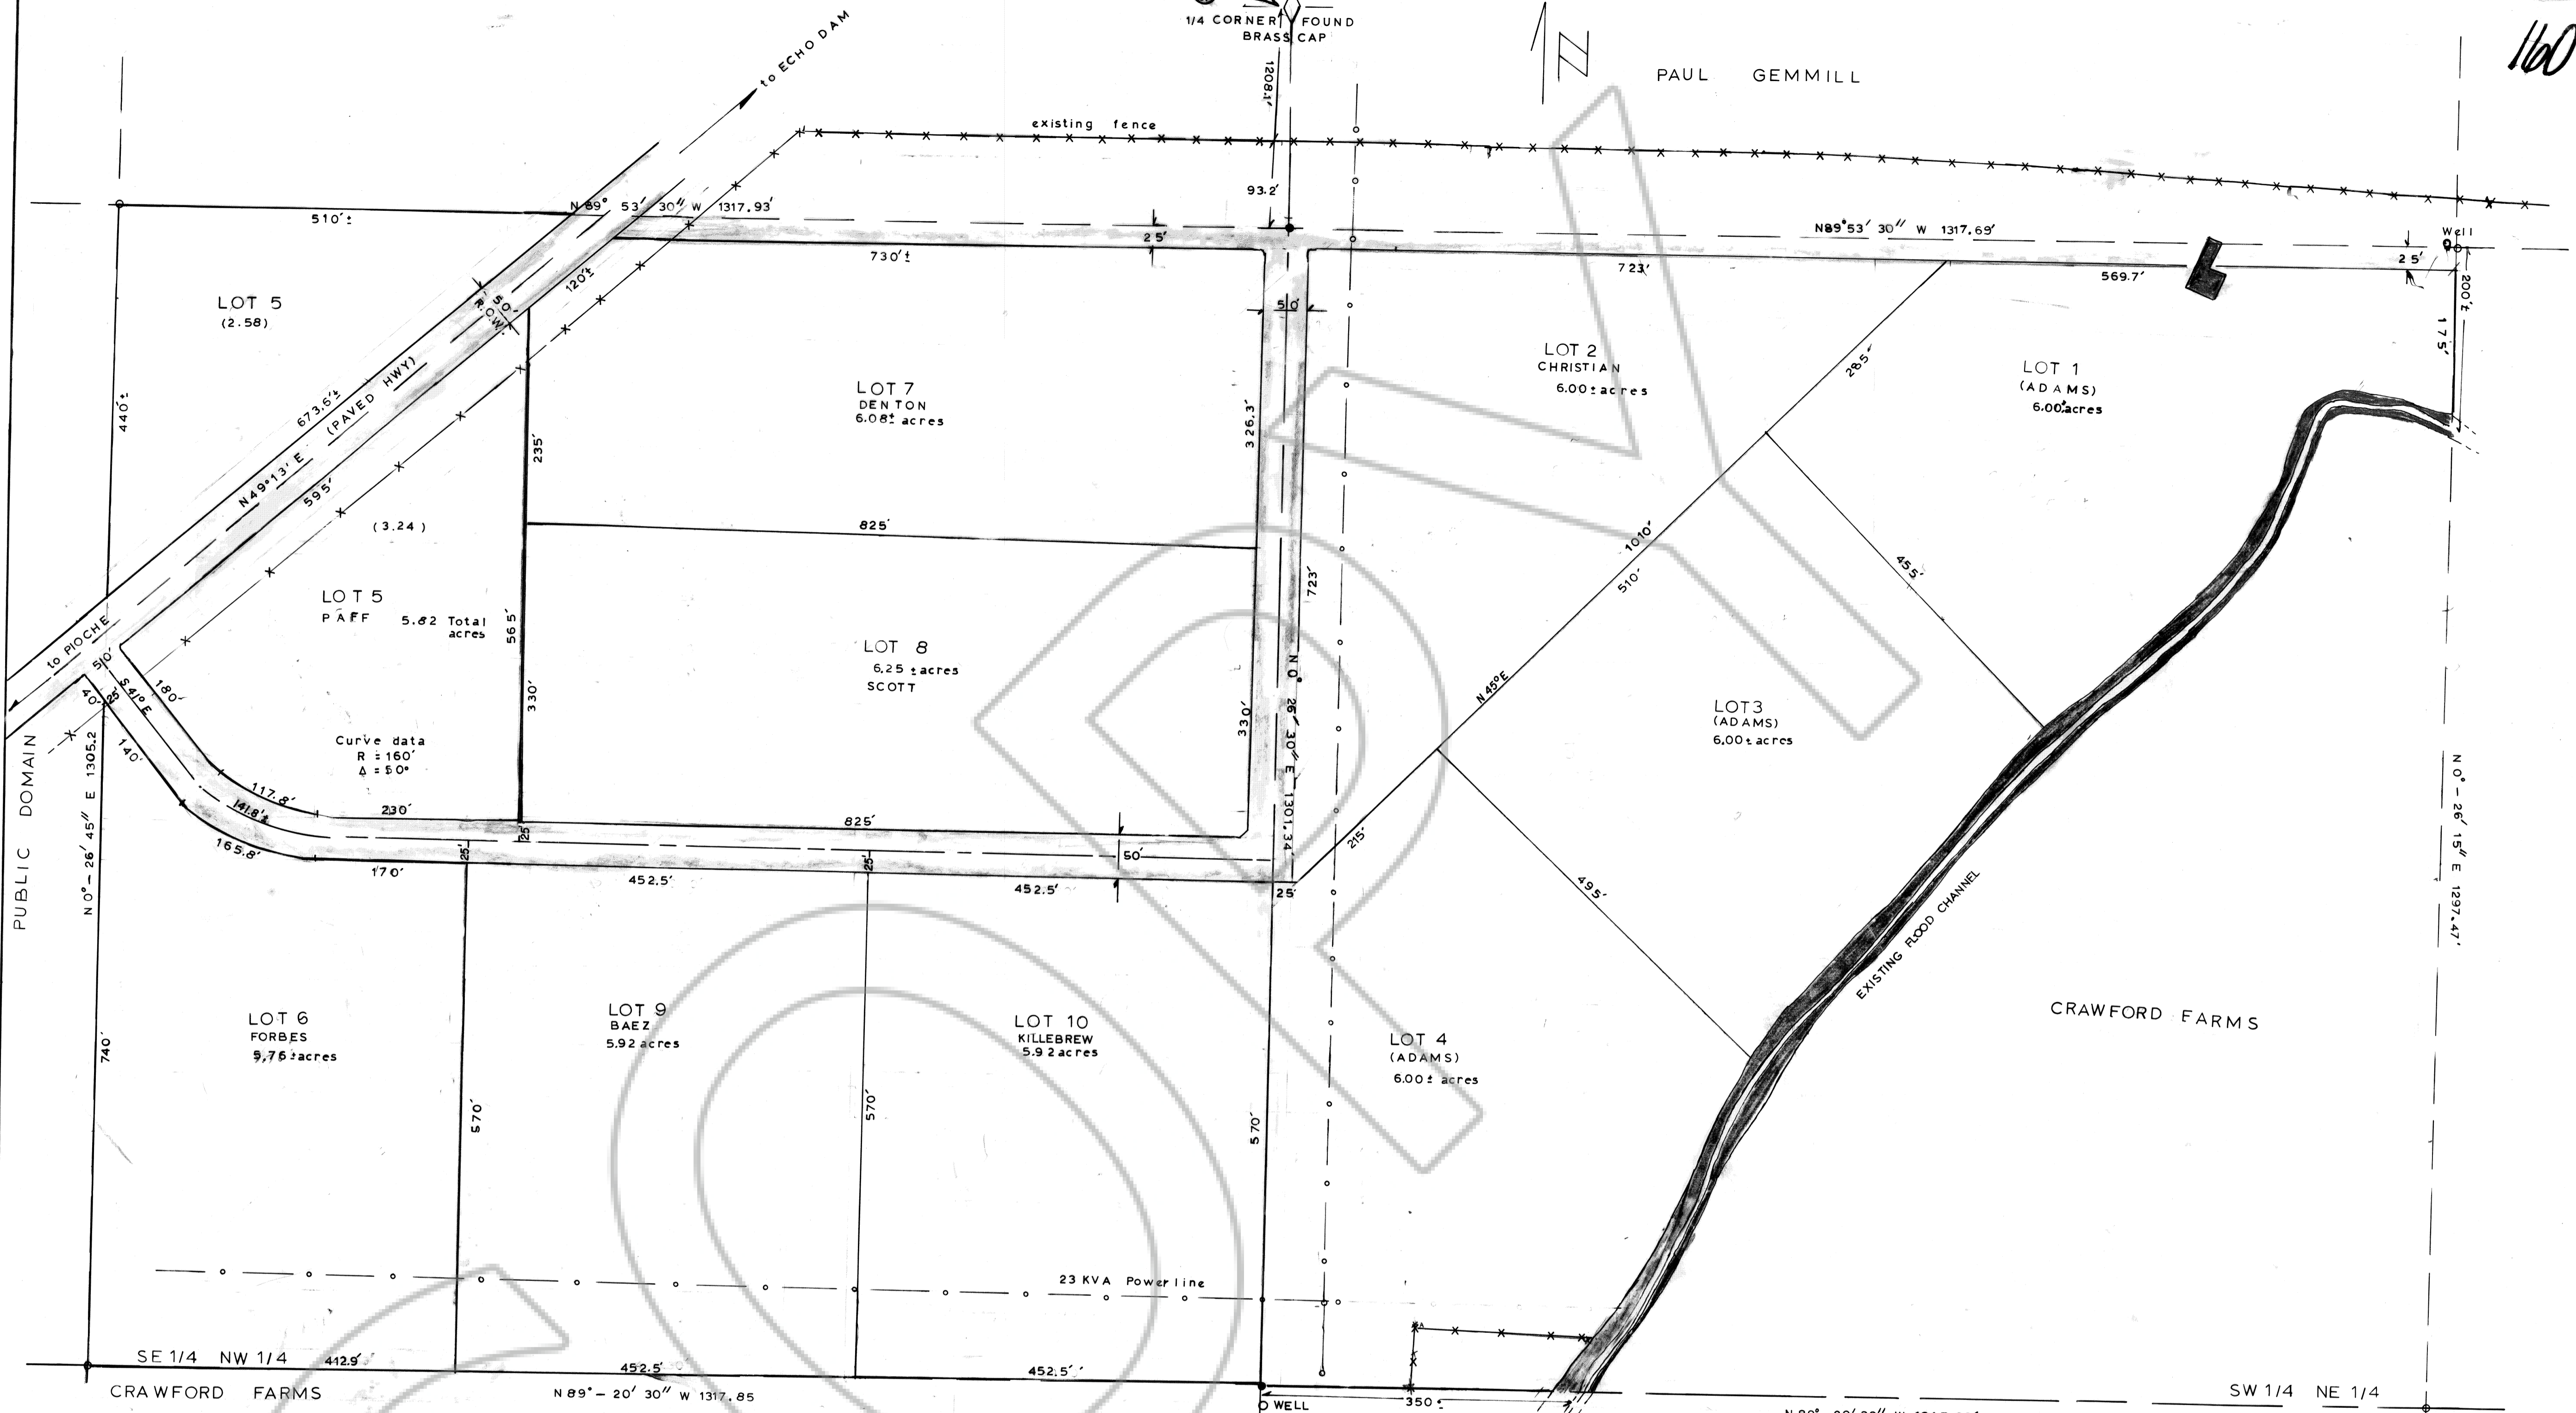 160
1/4 CORNER FOUND
BRASS CAP
N
PAUL GEMMILL
to ECHO DAM
1208.1'
existing fence
93.2'
510'±
N 89° 53' 30" W 1317.93'
25'
730'±
N89°53' 30" W 1317.69'
Well
723'
569.7'
25'
200'±
175'
120'±
50'
R.O.W.
50'
LOT 5
(2.58)
440'±
673.6'±
(PAVED HWY)
N49°13' E
595'
235'
LOT 7
DENTON
6.08± acres
326.3'
LOT 2
CHRISTIAN
6.00± acres
285'
LOT 1
(ADAMS)
6.00± acres
825'
(3.24)
LOT 5
PAFF
5.82 Total
acres
565'
330'
LOT 8
6.25 ± acres
SCOTT
330'
723'
N 0° 26' 30" E 1301.34'
1010'
510'
455'
N 45° E
LOT 3
(ADAMS)
6.00± acres
to PIOCHE
50'
40'
25'
S 41° E
180'
140'
Curve data
R = 160'
Δ = 50°
117.8'
141.8'±
165.8'
230'
25'
825'
25'
25'
50'
170'
452.5'
452.5'
25'
215'
495'
PUBLIC DOMAIN
N 0°- 26' 45" E 1305.2
N 0°- 26' 15" E 1297.47'
EXISTING FLOOD CHANNEL
CRAWFORD FARMS
LOT 6
FORBES
5.76± acres
LOT 9
BAEZ
5.92 acres
LOT 10
KILLEBREW
5.92 acres
LOT 4
(ADAMS)
6.00± acres
740'
570'
570'
570'
23 KVA Powerline
SE 1/4 NW 1/4
412.9'
452.5'
452.5'
CRAWFORD FARMS
N 89°- 20' 30" W 1317.85
WELL
350±
SW 1/4 NE 1/4
COPY